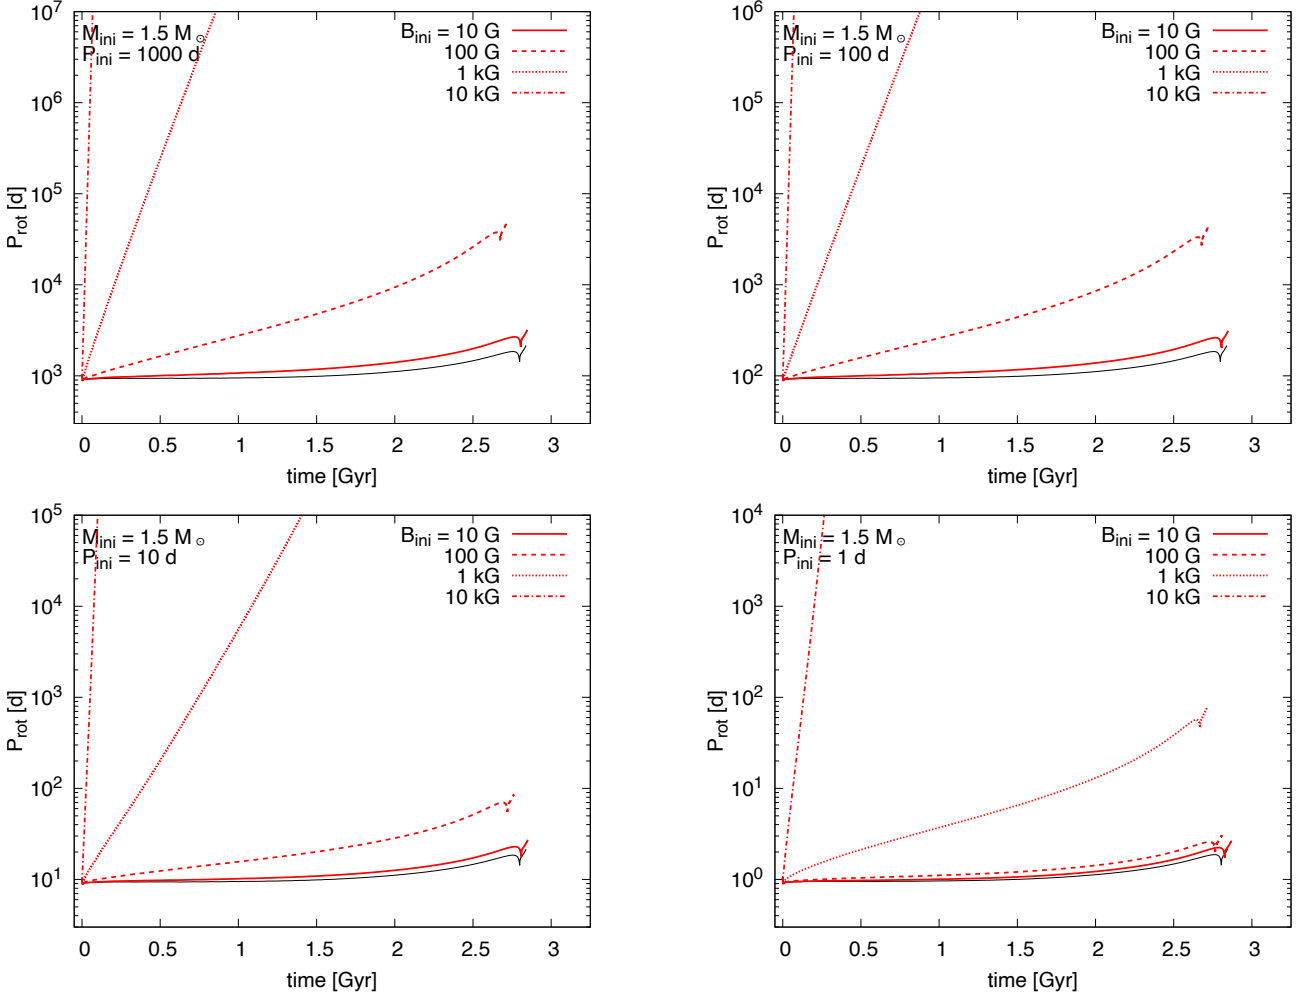 10^7
10^6
10^5
10^4
10^3
P_rot [d]
M_ini = 1.5 M_⊙
P_ini = 1000 d
B_ini = 10 G
100 G
1 kG
10 kG
0 0.5 1 1.5 2 2.5 3
time [Gyr]
10^6
10^5
10^4
10^3
10^2
P_rot [d]
M_ini = 1.5 M_⊙
P_ini = 100 d
B_ini = 10 G
100 G
1 kG
10 kG
0 0.5 1 1.5 2 2.5 3
time [Gyr]
10^5
10^4
10^3
10^2
10^1
P_rot [d]
M_ini = 1.5 M_⊙
P_ini = 10 d
B_ini = 10 G
100 G
1 kG
10 kG
0 0.5 1 1.5 2 2.5 3
time [Gyr]
10^4
10^3
10^2
10^1
10^0
P_rot [d]
M_ini = 1.5 M_⊙
P_ini = 1 d
B_ini = 10 G
100 G
1 kG
10 kG
0 0.5 1 1.5 2 2.5 3
time [Gyr]